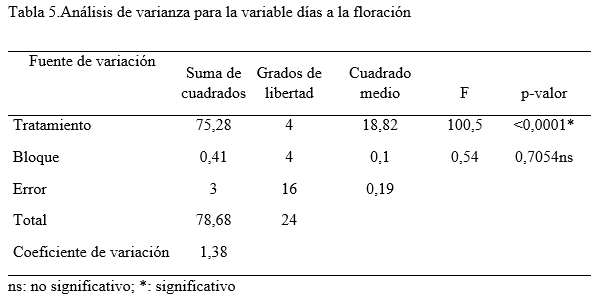 Tabla 5.Análisis de varianza para la variable días a la floración
Fuente de variación Suma de cuadrados Grados de libertad Cuadrado medio F p-valor
Tratamiento 75,28 4 18,82 100,5 <0,0001*
Bloque 0,41 4 0,1 0,54 0,7054ns
Error 3 16 0,19
Total 78,68 24
Coeficiente de variación 1,38
ns: no significativo; *: significativo